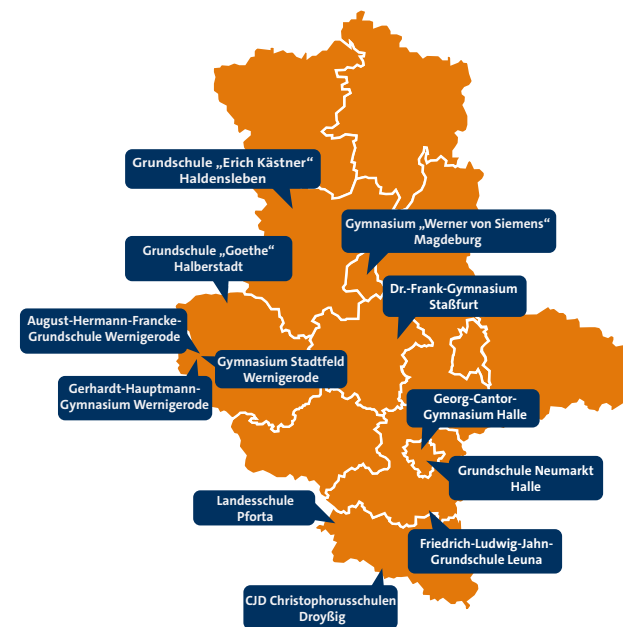 Grundschule „Erich Kästner“
Haldensleben
Gymnasium „Werner von Siemens“
Magdeburg
Grundschule „Goethe“
Halberstadt
Dr.-Frank-Gymnasium
Staßfurt
August-Hermann-Francke-
Grundschule Wernigerode
Gymnasium Stadtfeld
Wernigerode
Gerhardt-Hauptmann-
Gymnasium Wernigerode
Georg-Cantor-
Gymnasium Halle
Grundschule Neumarkt
Halle
Landesschule
Pforta
Friedrich-Ludwig-Jahn-
Grundschule Leuna
CJD Christophorusschulen
Droyßig